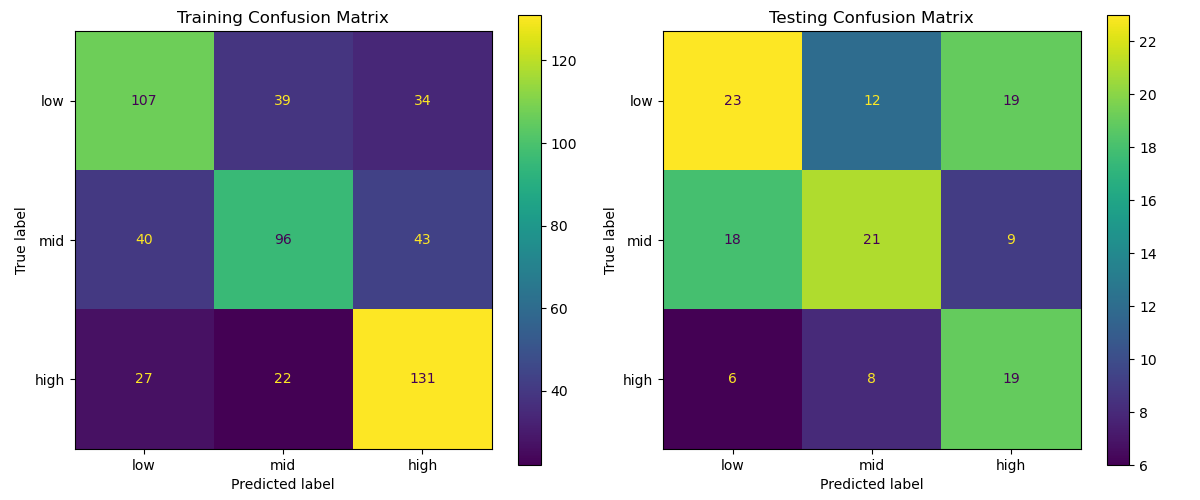 Training Confusion Matrix
low
mid
high
True label
107 39 34
40 96 43
27 22 131
low mid high
Predicted label
120
100
80
60
40
Testing Confusion Matrix
low
mid
high
True label
23 12 19
18 21 9
6 8 19
low mid high
Predicted label
22
20
18
16
14
12
10
8
6